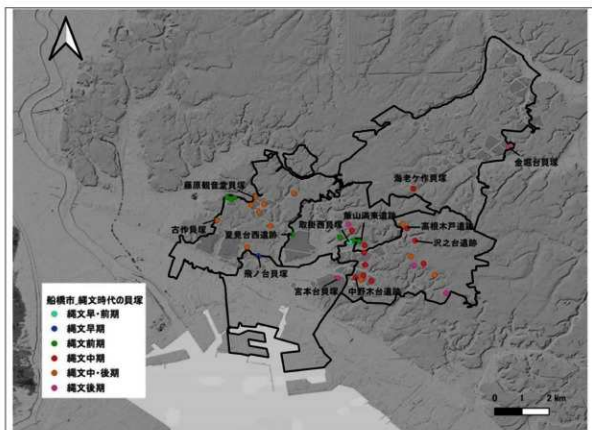 金堀台貝塚
海老ケ作貝塚
藤原観音堂貝塚
飯山満東遺跡
高根木戸遺跡
古作貝塚
取掛西貝塚
夏見台西遺跡
沢之台遺跡
飛ノ台貝塚
宮本台貝塚
中野木台遺跡
船橋市_縄文時代の貝塚
縄文早・前期
縄文早期
縄文前期
縄文中期
縄文中・後期
縄文後期
0 1 2 km